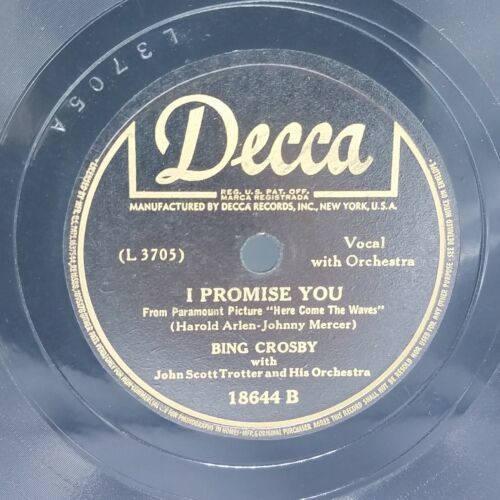 L 3705 A
Decca
REG. U.S. PAT. OFF.
MARCA REGISTRADA
MANUFACTURED BY DECCA RECORDS, INC., NEW YORK, U.S.A.
(L 3705)
Vocal
with Orchestra
I PROMISE YOU
From Paramount Picture "Here Come The Waves"
(Harold Arlen-Johnny Mercer)
BING CROSBY
with
John Scott Trotter and His Orchestra
18644 B